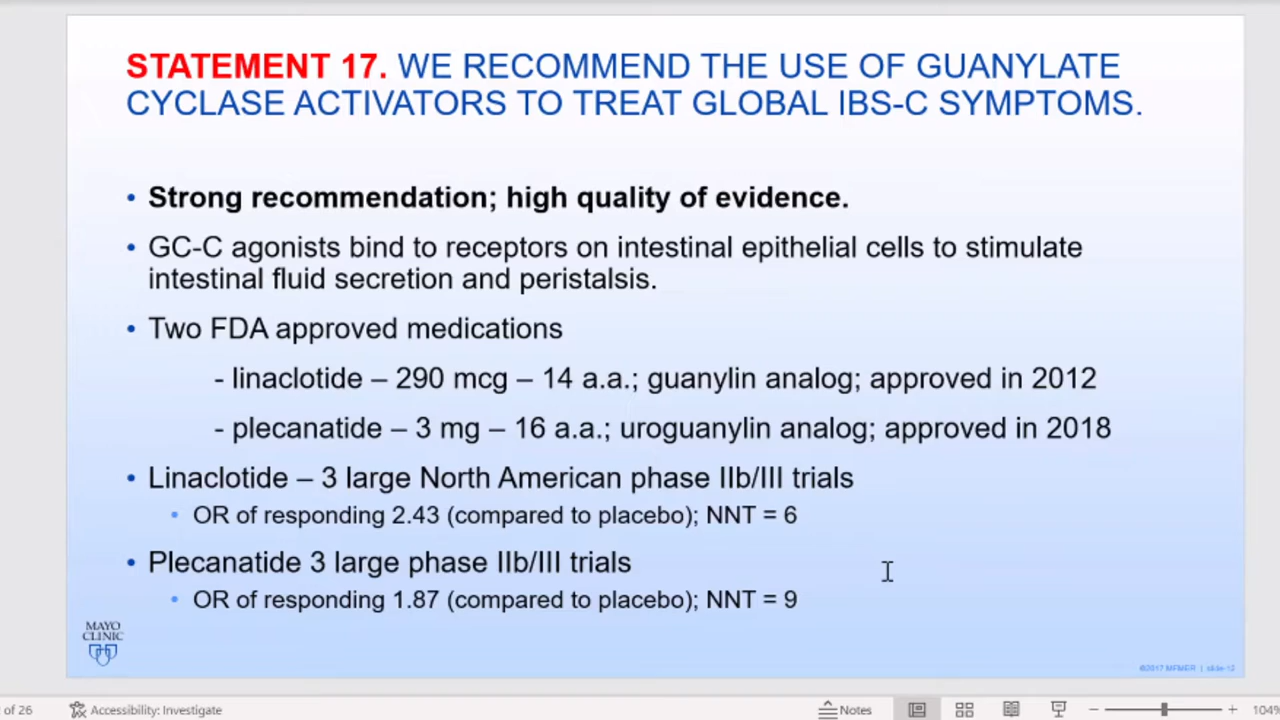 STATEMENT 17. WE RECOMMEND THE USE OF GUANYLATE
CYCLASE ACTIVATORS TO TREAT GLOBAL IBS-C SYMPTOMS.
• Strong recommendation; high quality of evidence.
• GC-C agonists bind to receptors on intestinal epithelial cells to stimulate
intestinal fluid secretion and peristalsis.
• Two FDA approved medications
- linaclotide – 290 mcg – 14 a.a.; guanylin analog; approved in 2012
- plecanatide – 3 mg – 16 a.a.; uroguanylin analog; approved in 2018
• Linaclotide – 3 large North American phase IIb/III trials
• OR of responding 2.43 (compared to placebo); NNT = 6
• Plecanatide 3 large phase IIb/III trials
• OR of responding 1.87 (compared to placebo); NNT = 9
MAYO
CLINIC
©2017 MFMER | slide-12
of 26 Accessibility: Investigate Notes 104%